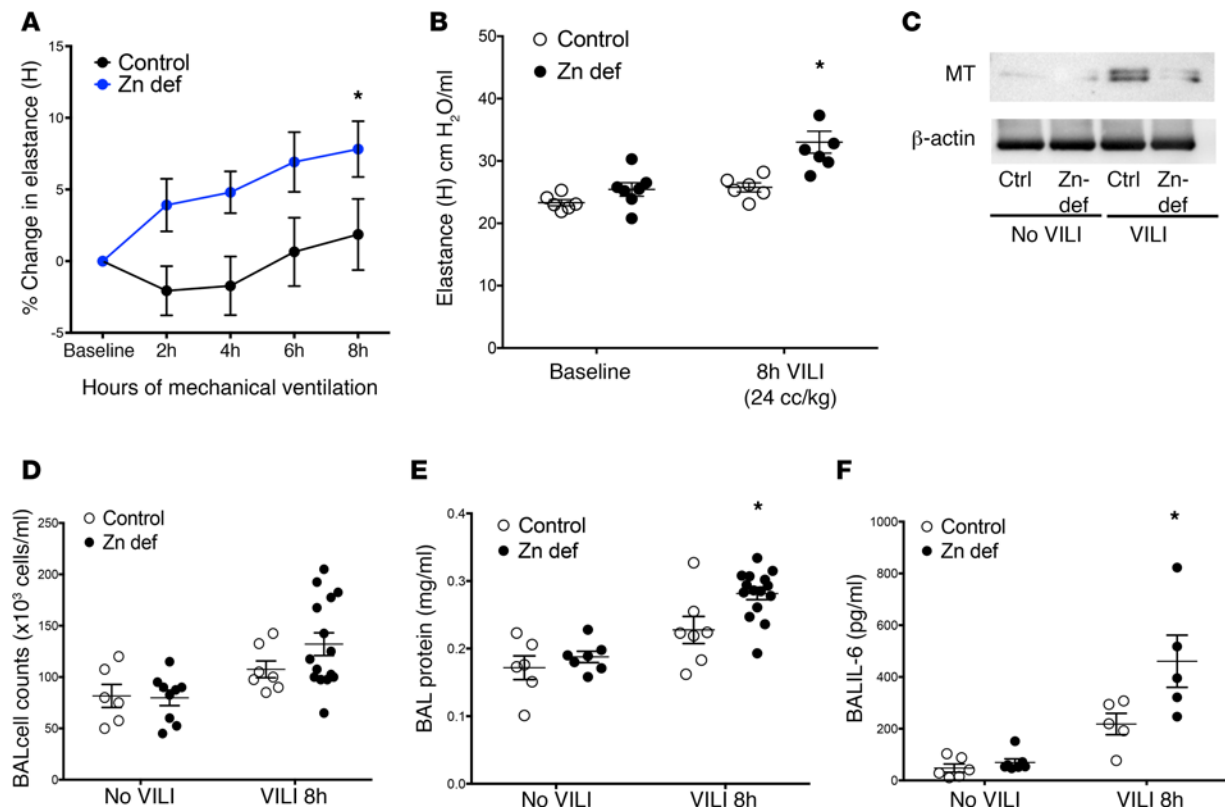 A
Control
Zn def
15
10
5
0
-5
*
% Change in elastance (H)
Baseline 2h 4h 6h 8h
Hours of mechanical ventilation
B
Control
Zn def
50
40
30
20
10
0
*
Elastance (H) cm H₂O/ml
Baseline 8h VILI
(24 cc/kg)
C
MT
β-actin
Ctrl Zn- Ctrl Zn-
def def
No VILI VILI
D
Control
Zn def
250
200
150
100
50
0
BALcell counts (x10³ cells/ml)
No VILI VILI 8h
E
Control
Zn def
0.4
0.3
0.2
0.1
0.0
*
BAL protein (mg/ml)
No VILI VILI 8h
F
Control
Zn def
1000
800
600
400
200
0
*
BALIL-6 (pg/ml)
No VILI VILI 8h